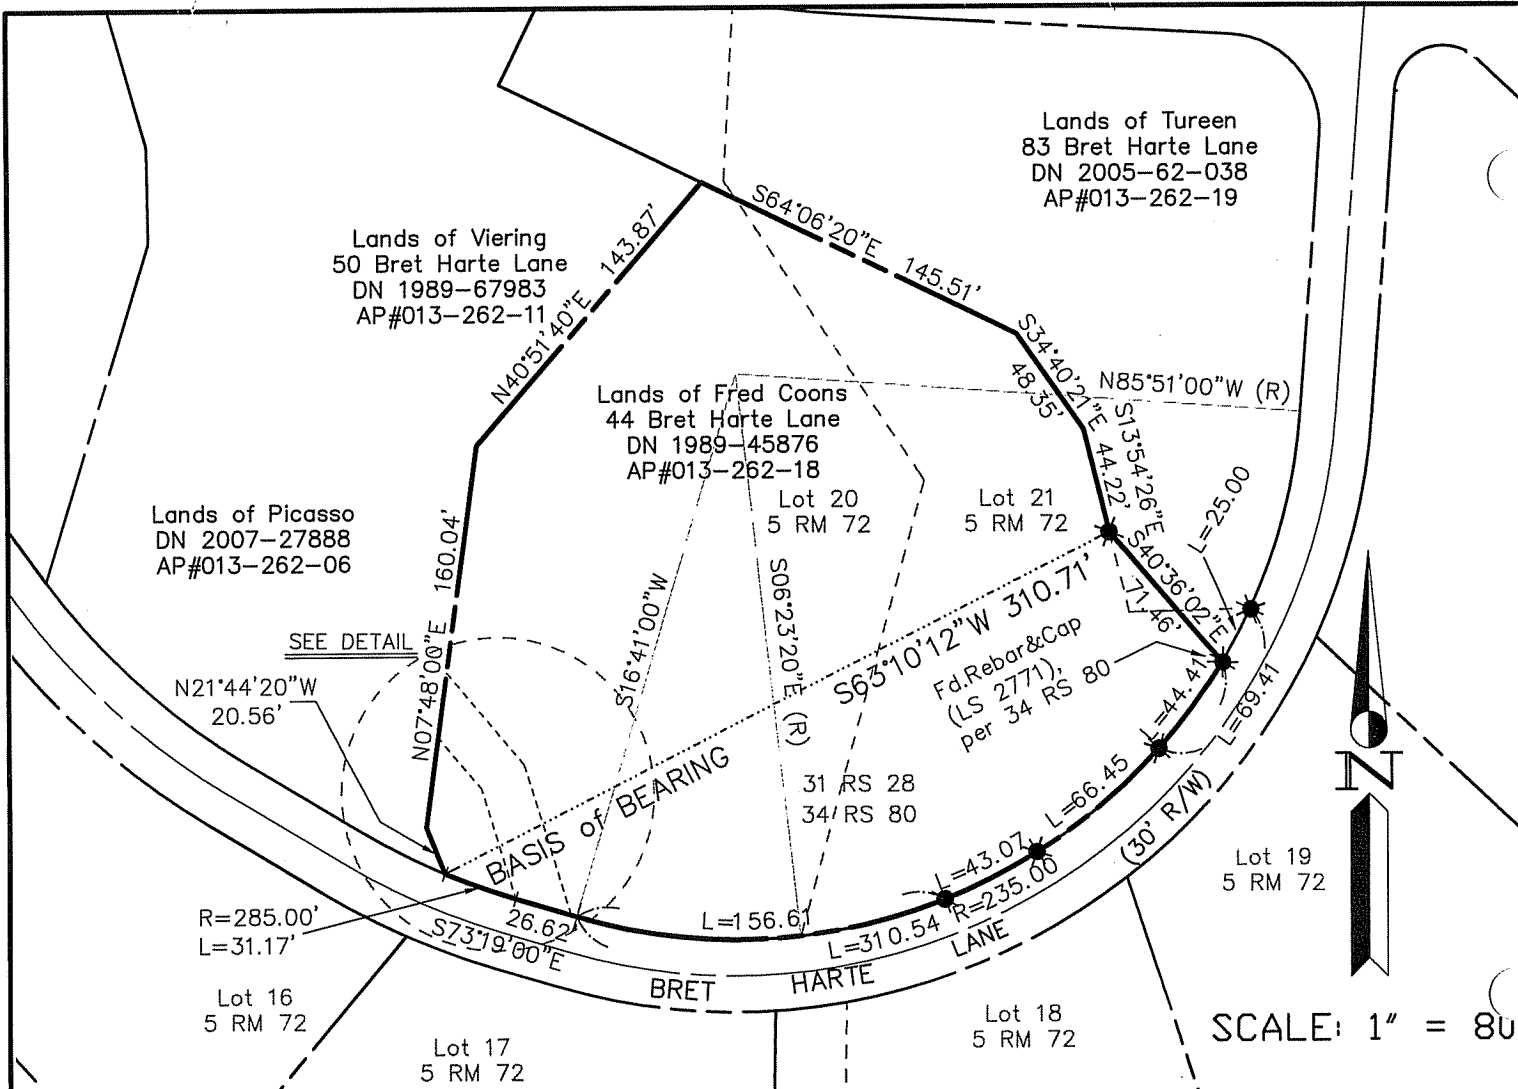 Lands of Tureen
83 Bret Harte Lane
DN 2005-62-038
AP#013-262-19
S64°06'20"E 145.51'
Lands of Viering
50 Bret Harte Lane
DN 1989-67983
AP#013-262-11
N40°51'40"E 143.87'
S34°40'21"E
48.35'
N85°51'00"W (R)
Lands of Fred Coons
44 Bret Harte Lane
DN 1989-45876
AP#013-262-18
S13°54'26"E
44.22'
Lot 20
5 RM 72
Lot 21
5 RM 72
L=25.00
Lands of Picasso
DN 2007-27888
AP#013-262-06
N07°48'00"E 160.04'
S16°41'00"W
S06°23'20"E (R)
S40°36'02"E
71.46'
SEE DETAIL
BASIS of BEARING S63°10'12"W 310.71'
Fd.Rebar&Cap
(LS 2771),
per 34 RS 80
N21°44'20"W
20.56'
L=44.41
L=69.41
31 RS 28
34 RS 80
L=66.45
L=43.07
R=285.00'
L=31.17'
26.62'
S73°19'00"E
L=156.61
L=310.54' R=235.00
BRET HARTE LANE (30' R/W)
Lot 19
5 RM 72
N
Lot 16
5 RM 72
Lot 17
5 RM 72
Lot 18
5 RM 72
SCALE: 1" = 80